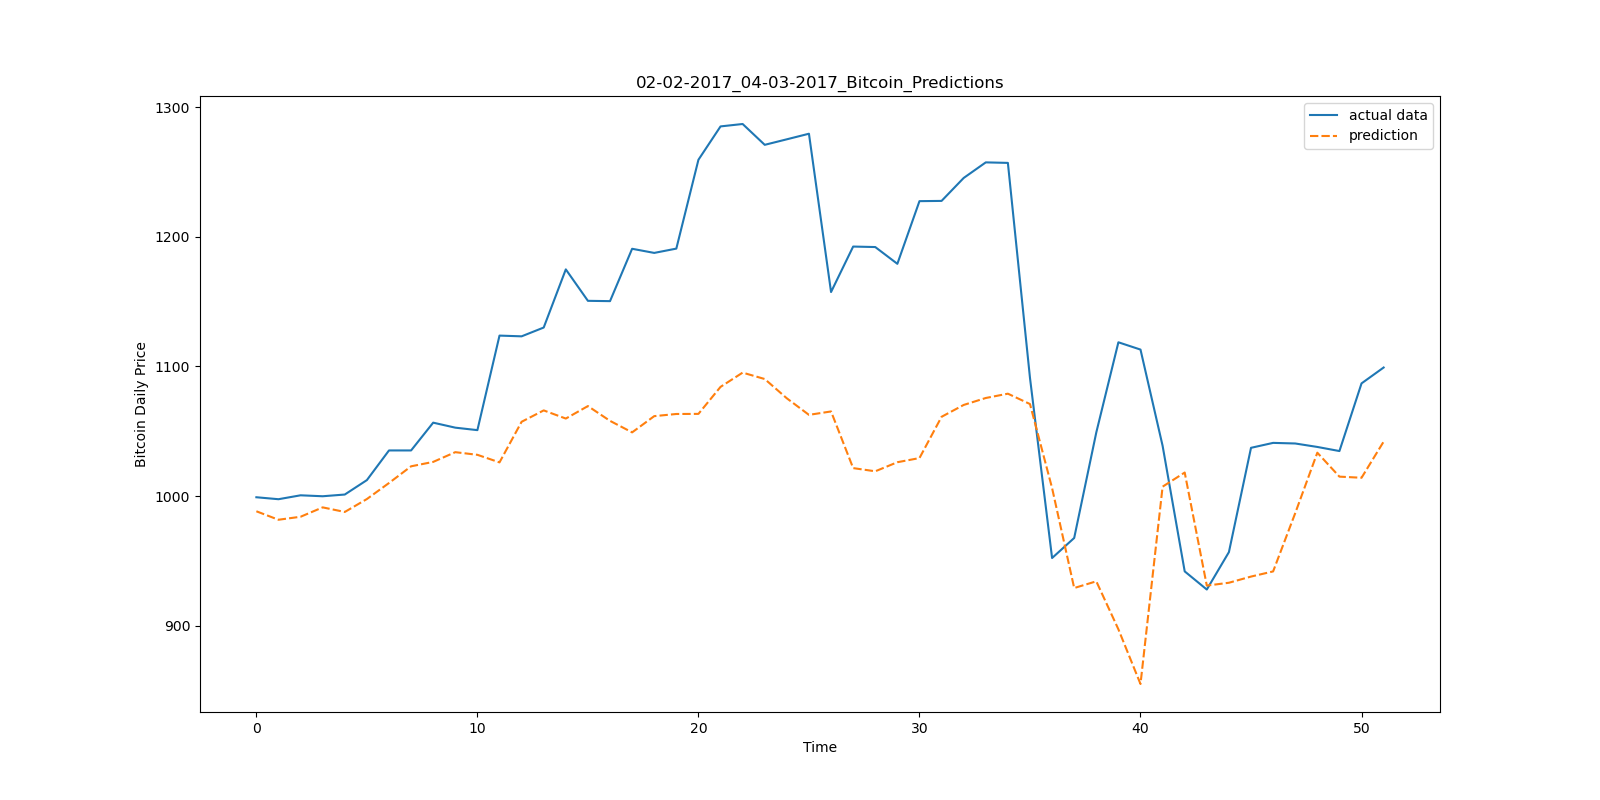 02-02-2017_04-03-2017_Bitcoin_Predictions
1300
1200
1100
1000
900
Bitcoin Daily Price
actual data
prediction
0 10 20 30 40 50
Time